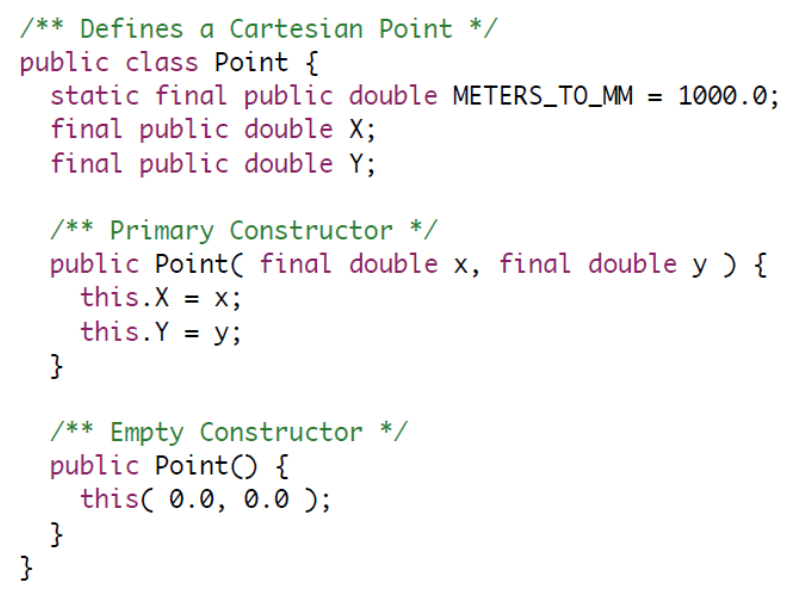 /** Defines a Cartesian Point */
public class Point {
  static final public double METERS_TO_MM = 1000.0;
  final public double X;
  final public double Y;

  /** Primary Constructor */
  public Point( final double x, final double y ) {
    this.X = x;
    this.Y = y;
  }

  /** Empty Constructor */
  public Point() {
    this( 0.0, 0.0 );
  }
}